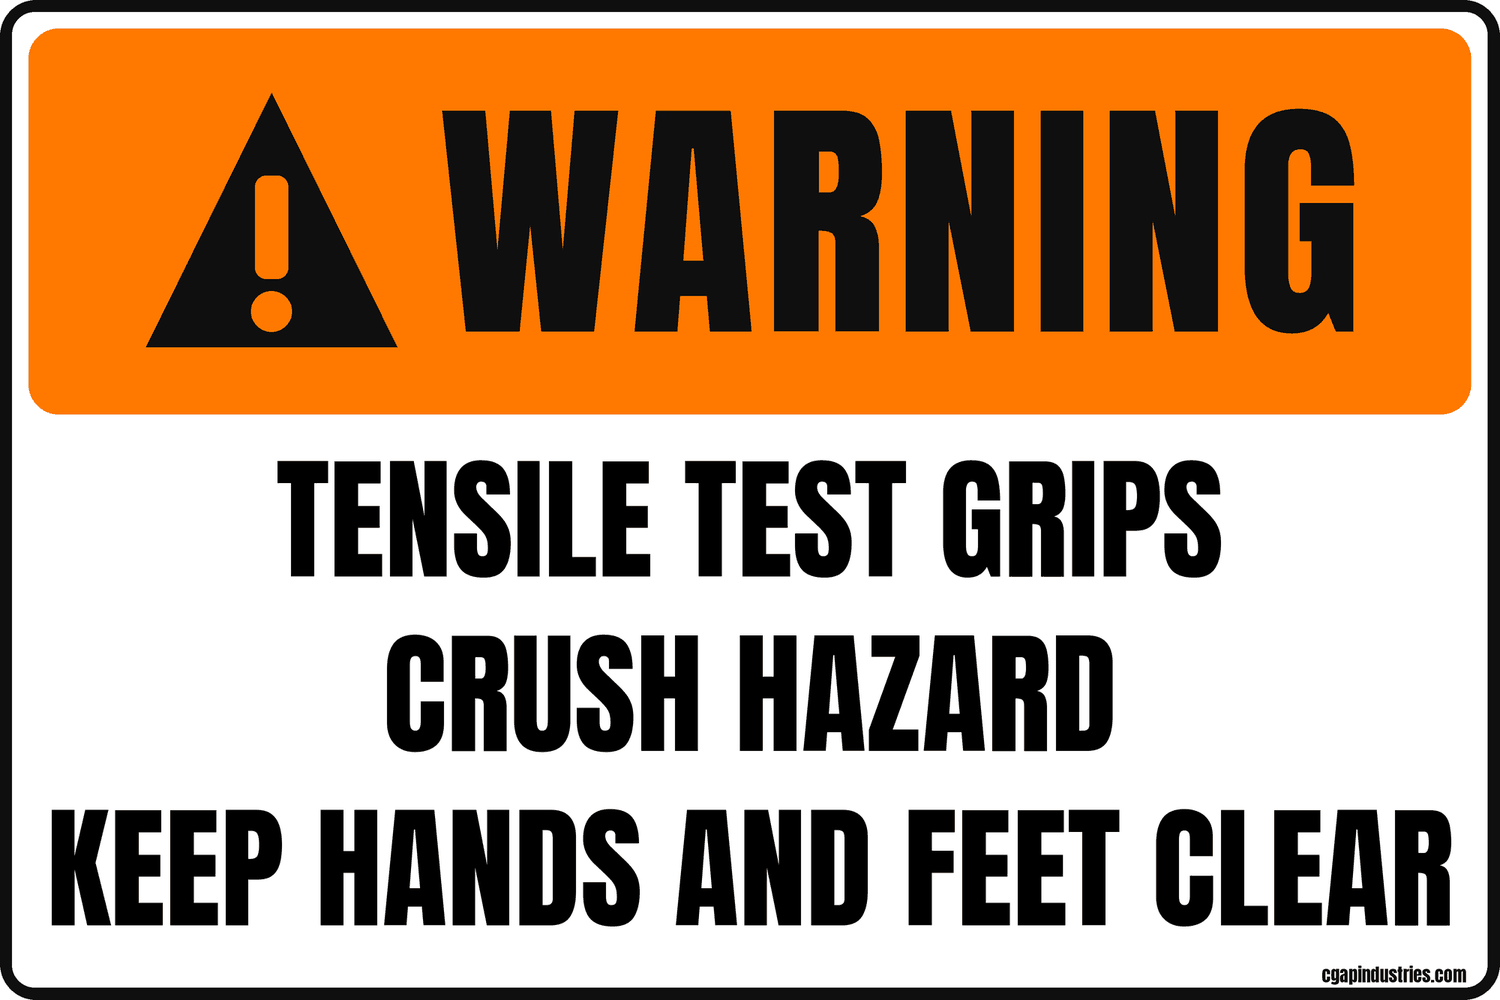 WARNING
TENSILE TEST GRIPS
CRUSH HAZARD
KEEP HANDS AND FEET CLEAR
cgapindustries.com